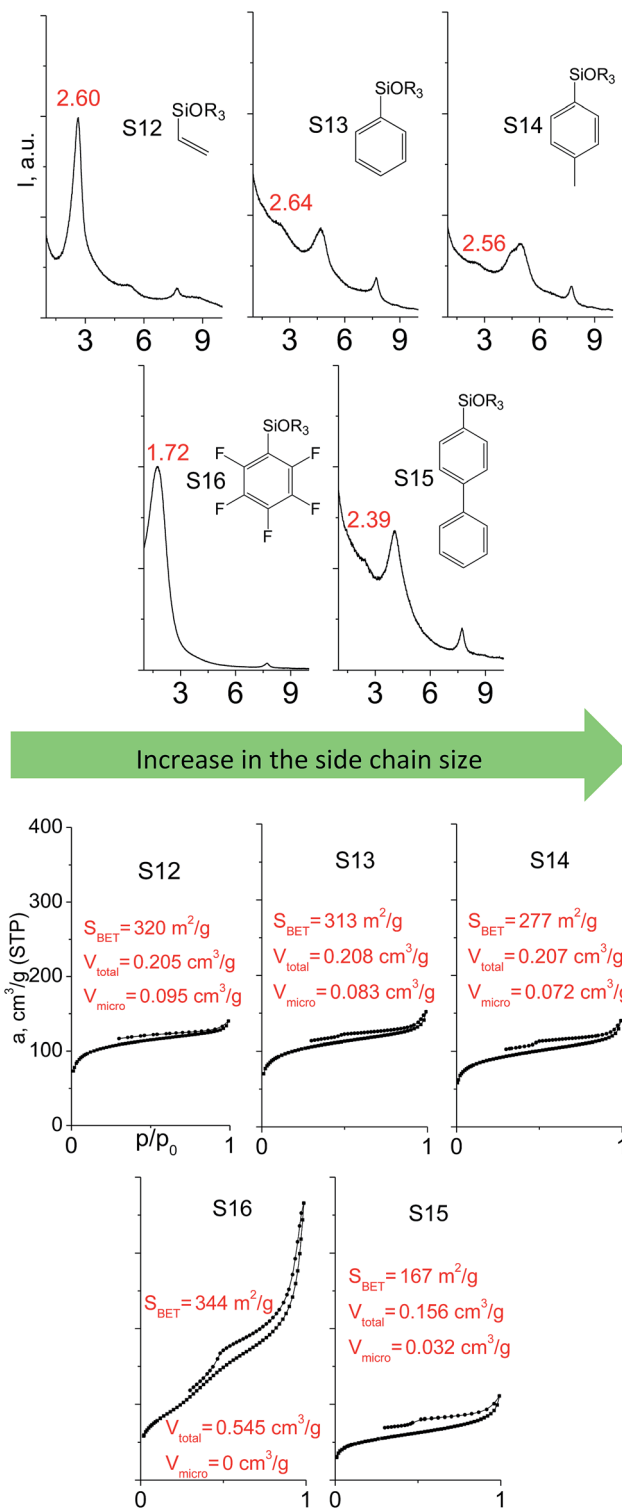 2.60
S12
SiOR3
I, a.u.
3 6 9
2.64
S13
SiOR3
3 6 9
2.56
S14
SiOR3
3 6 9
1.72
S16
SiOR3
F F
F F
F
3 6 9
2.39
S15
SiOR3
3 6 9
Increase in the side chain size
400
300
200
100
0
a, cm3/g (STP)
S12
SBET= 320 m2/g
Vtotal= 0.205 cm3/g
Vmicro= 0.095 cm3/g
0 p/p0 1
S13
SBET= 313 m2/g
Vtotal= 0.208 cm3/g
Vmicro= 0.083 cm3/g
0 1
S14
SBET= 277 m2/g
Vtotal= 0.207 cm3/g
Vmicro= 0.072 cm3/g
0 1
S16
SBET= 344 m2/g
Vtotal= 0.545 cm3/g
Vmicro= 0 cm3/g
0 1
S15
SBET= 167 m2/g
Vtotal= 0.156 cm3/g
Vmicro= 0.032 cm3/g
0 1